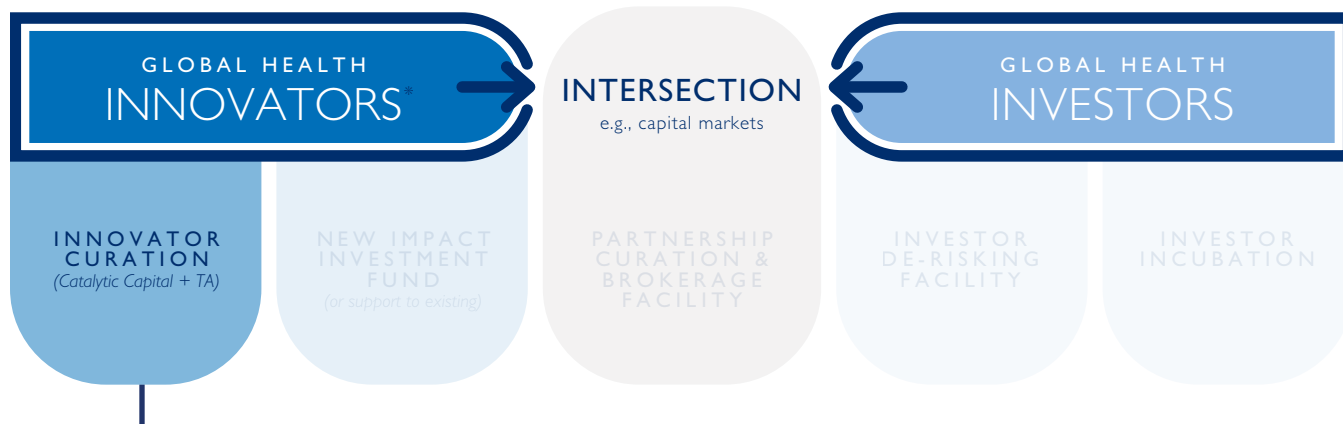 GLOBAL HEALTH
INNOVATORS*
INTERSECTION
e.g., capital markets
GLOBAL HEALTH
INVESTORS
INNOVATOR
CURATION
(Catalytic Capital + TA)
NEW IMPACT
INVESTMENT
FUND
(or support to existing)
PARTNERSHIP
CURATION &
BROKERAGE
FACILITY
INVESTOR
DE-RISKING
FACILITY
INVESTOR
INCUBATION